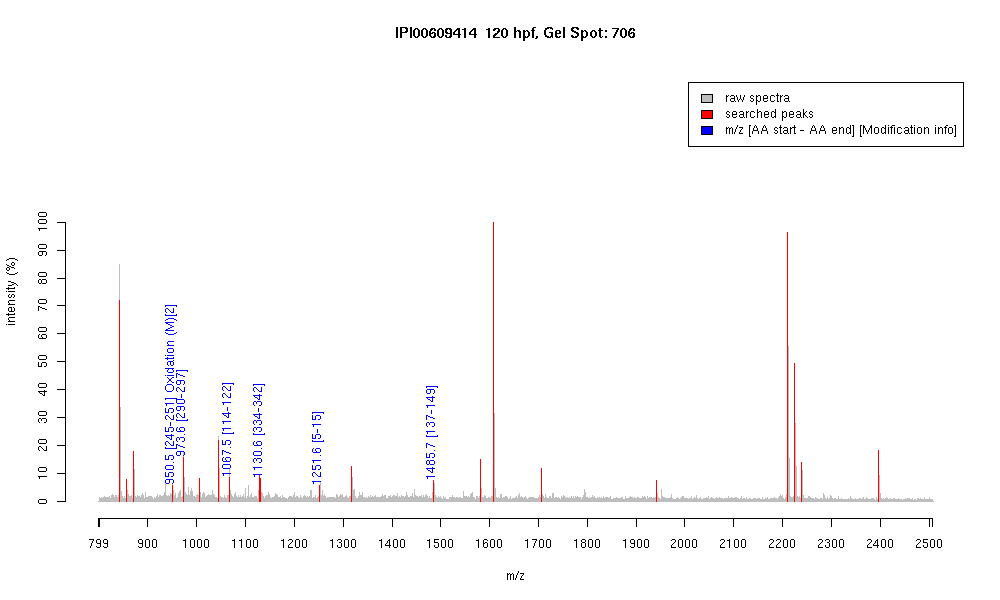 IPI00609414 120 hpf, Gel Spot: 706
raw spectra
searched peaks
m/z [AA start - AA end] [Modification info]
intensity (%)
100
90
80
70
60
50
40
30
20
10
0
950.5 [245-251] Oxidation (M)[2]
973.6 [290-297]
1067.5 [114-122]
1130.6 [334-342]
1251.6 [5-15]
1485.7 [137-149]
799 900 1000 1100 1200 1300 1400 1500 1600 1700 1800 1900 2000 2100 2200 2300 2400 2500
m/z